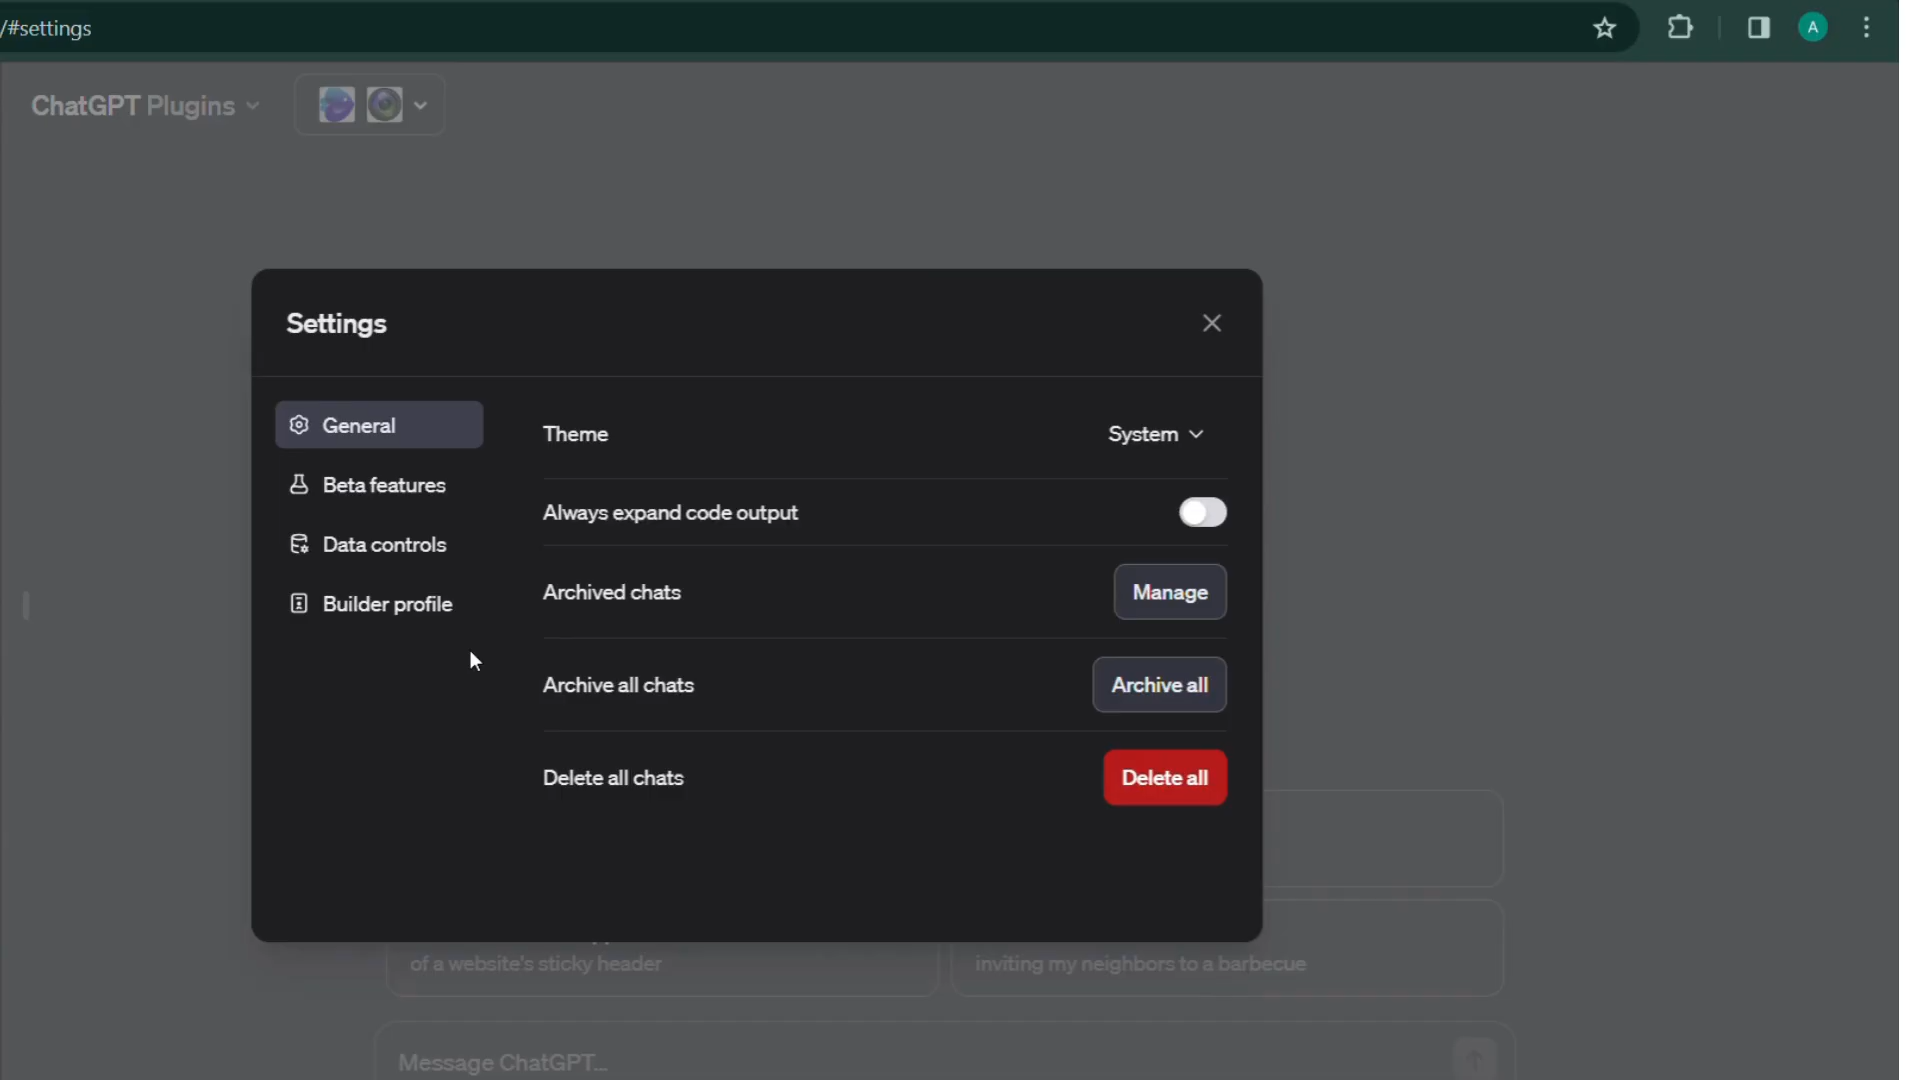 /#settings
A
ChatGPT Plugins
Settings
General
Beta features
Data controls
Builder profile
Theme
System
Always expand code output
Archived chats
Manage
Archive all chats
Archive all
Delete all chats
Delete all
of a website's sticky header
inviting my neighbors to a barbecue
Message ChatGPT...